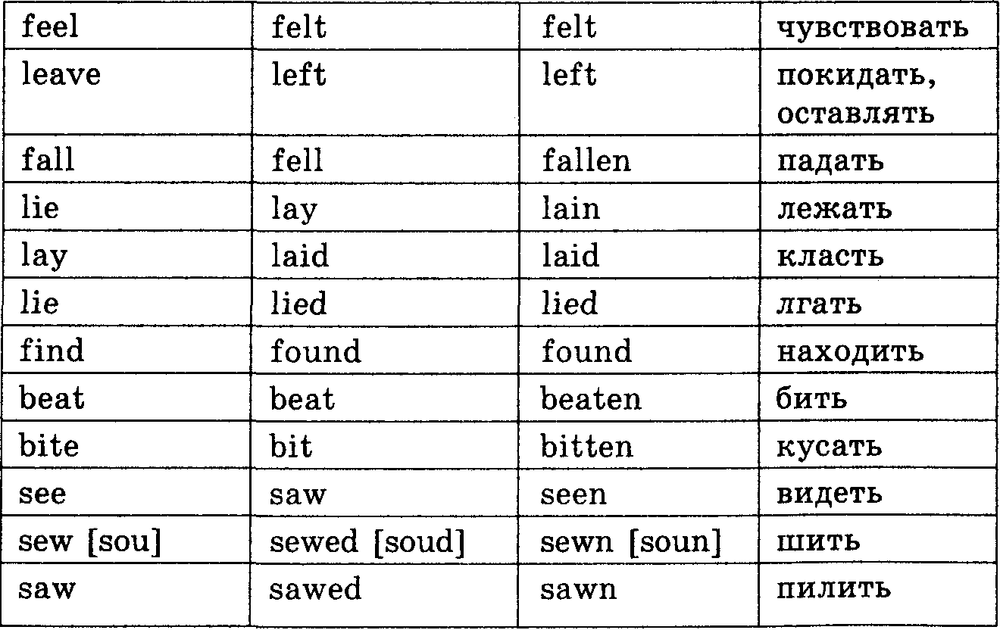 feel felt felt чувствовать
leave left left покидать,
оставлять
fall fell fallen падать
lie lay lain лежать
lay laid laid класть
lie lied lied лгать
find found found находить
beat beat beaten бить
bite bit bitten кусать
see saw seen видеть
sew [sou] sewed [soud] sewn [soun] шить
saw sawed sawn пилить